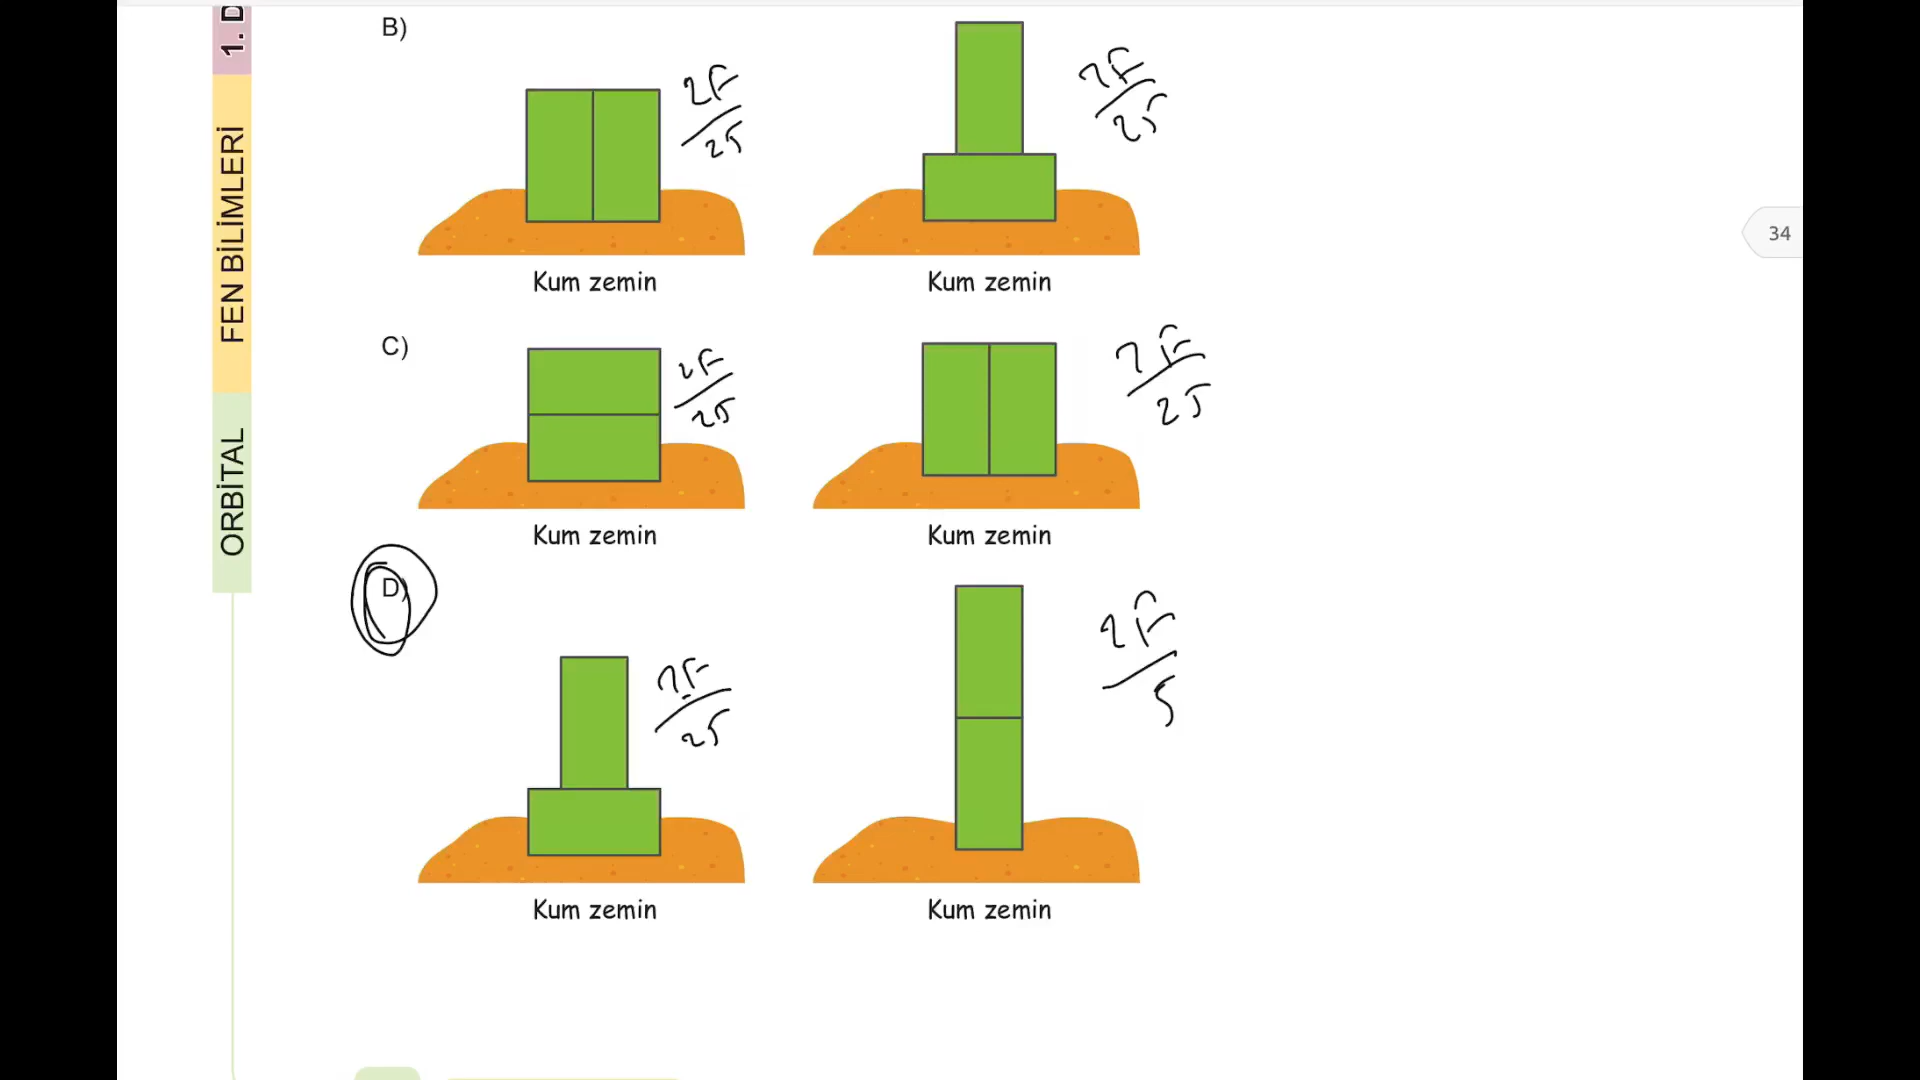 1. D
FEN BİLİMLERİ
ORBİTAL
B)
2F
2S
2F
2S
Kum zemin
Kum zemin
34
C)
2F
2S
2F
2S
Kum zemin
Kum zemin
D)
2F
2S
2F
S
Kum zemin
Kum zemin